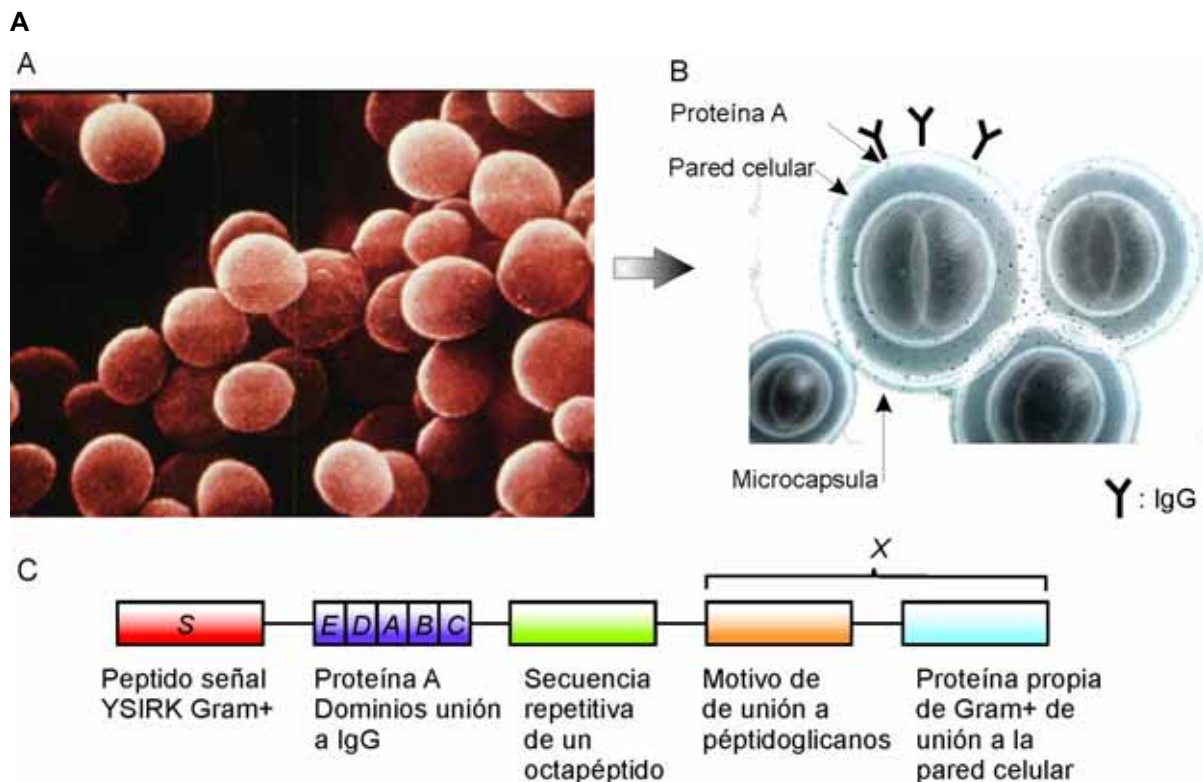 A
A
B
Proteína A
Pared celular
Microcapsula
: IgG
C
X
S
E D A B C
Peptido señal
YSIRK Gram+
Proteína A
Dominios unión
a IgG
Secuencia
repetitiva
de un
octapéptido
Motivo de
de unión a
péptidoglicanos
Proteína propia
de Gram+ de
unión a la
pared celular